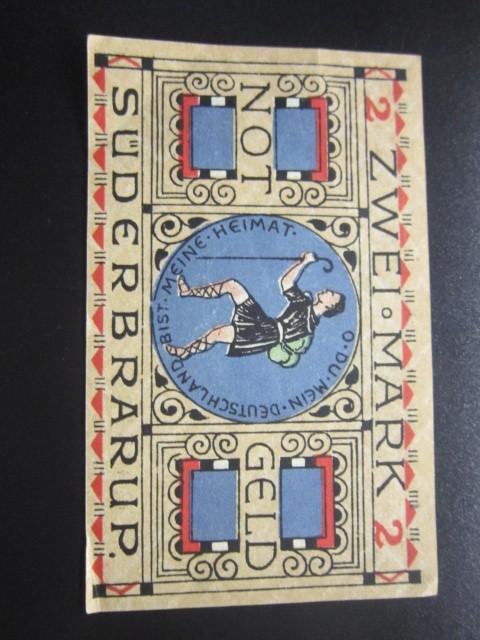 2 ZWEI · MARK 2
NOT
GELD
O · DU · MEIN · DEUTSCHLAND BIST · MEINE · HEIMAT ·
SÜDERBRARUP.